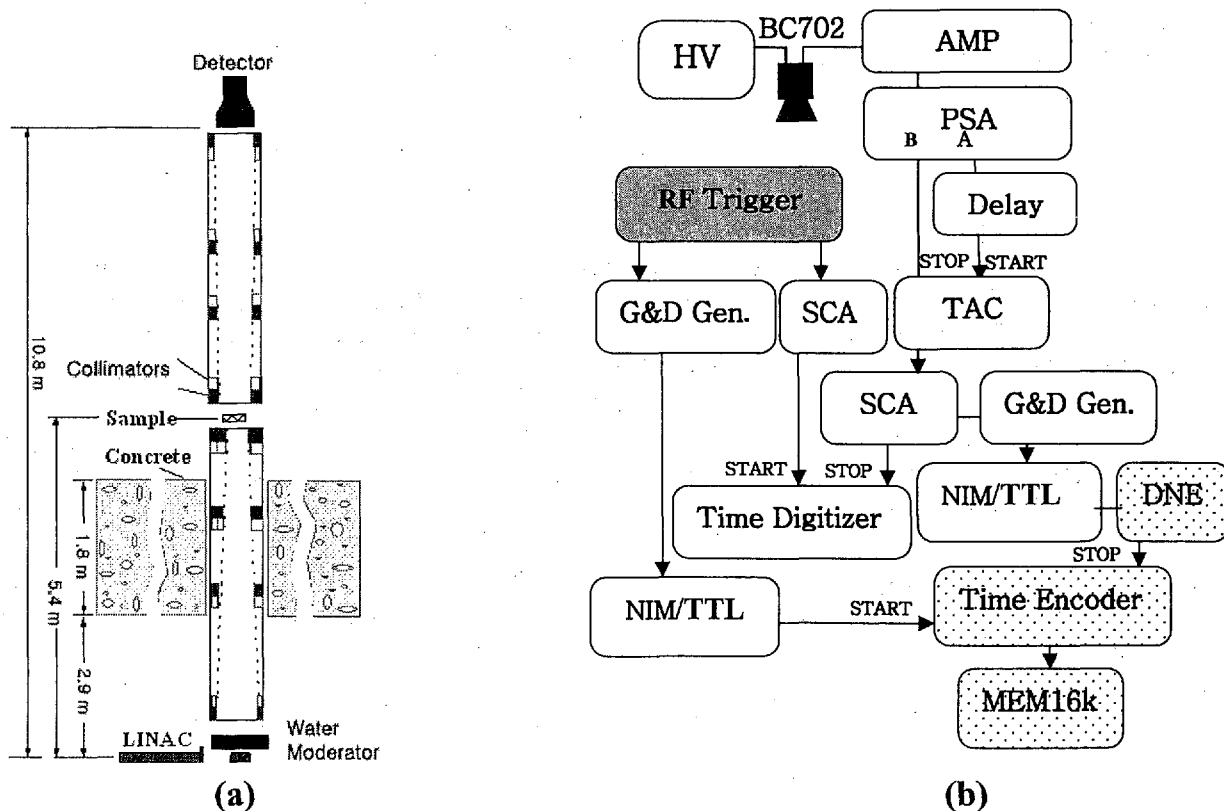 Detector
10.8 m
Collimators
Sample
Concrete
1.8 m
5.4 m
2.9 m
LINAC
Water
Moderator
(a)
HV
BC702
AMP
PSA
B
A
RF Trigger
Delay
STOP
START
G&D Gen.
SCA
TAC
SCA
G&D Gen.
START
STOP
Time Digitizer
NIM/TTL
DNE
STOP
NIM/TTL
START
Time Encoder
MEM16k
(b)